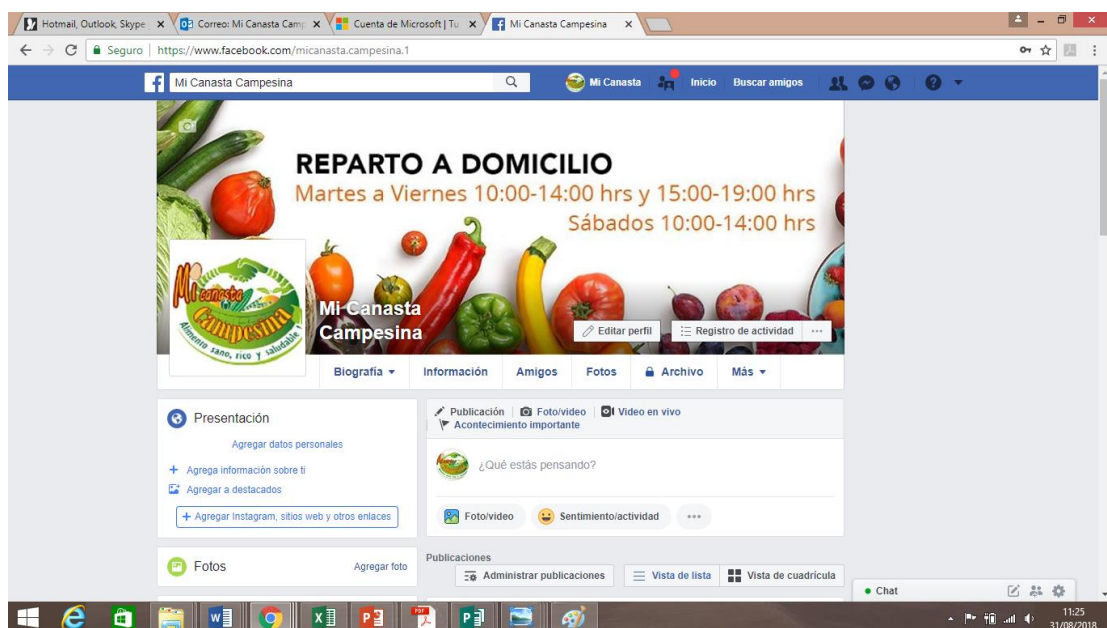 Hotmail, Outlook, Skype
Correo: Mi Canasta Camp
Cuenta de Microsoft | Tu
Mi Canasta Campesina
Seguro | https://www.facebook.com/micanasta.campesina.1
Mi Canasta Campesina
Mi Canasta
Inicio
Buscar amigos
REPARTO A DOMICILIO
Martes a Viernes 10:00-14:00 hrs y 15:00-19:00 hrs
Sábados 10:00-14:00 hrs
Mi canasta
Campesina
Alimento sano, rico y saludable!
Mi Canasta
Campesina
Editar perfil
Registro de actividad
Biografía
Información
Amigos
Fotos
Archivo
Más
Presentación
Agregar datos personales
Agrega información sobre ti
Agregar a destacados
+ Agregar Instagram, sitios web y otros enlaces
Publicación
Foto/video
Video en vivo
Acontecimiento importante
¿Qué estás pensando?
Foto/video
Sentimiento/actividad
Fotos
Agregar foto
Publicaciones
Administrar publicaciones
Vista de lista
Vista de cuadrícula
Chat
11:25
31/08/2018